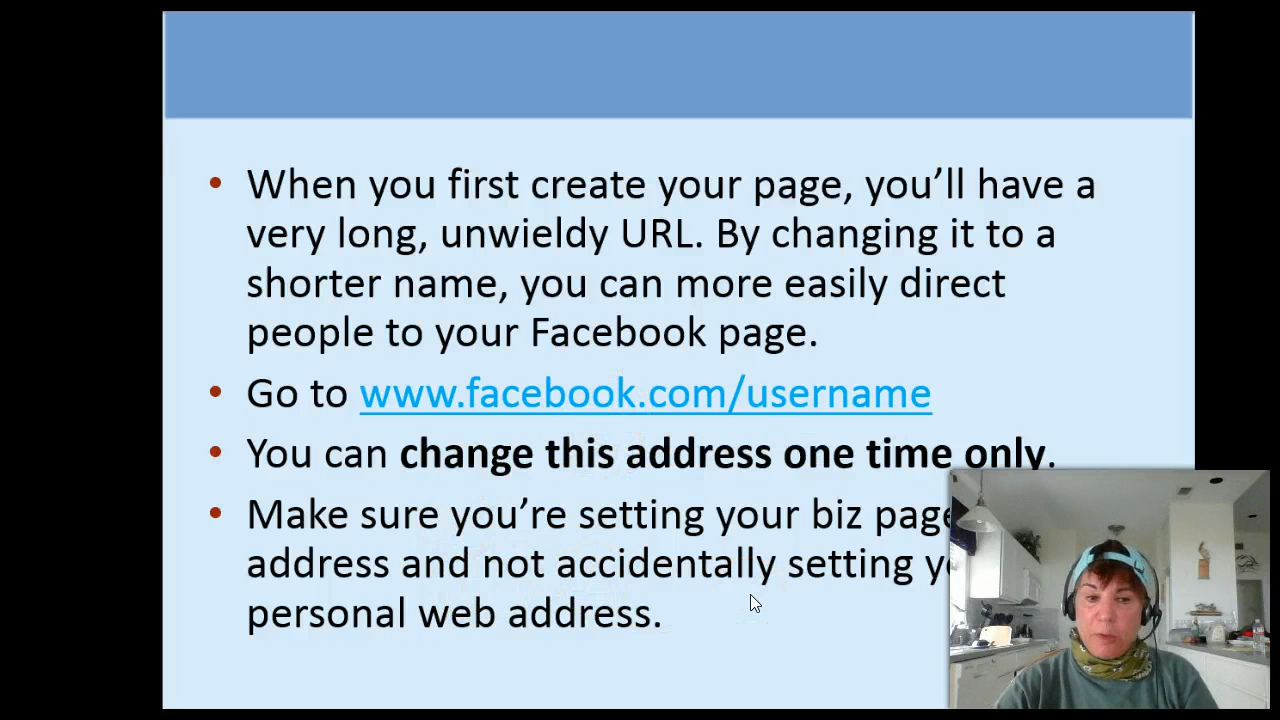 • When you first create your page, you’ll have a
very long, unwieldy URL. By changing it to a
shorter name, you can more easily direct
people to your Facebook page.
• Go to www.facebook.com/username
• You can change this address one time only.
• Make sure you’re setting your biz page
address and not accidentally setting
personal web address.